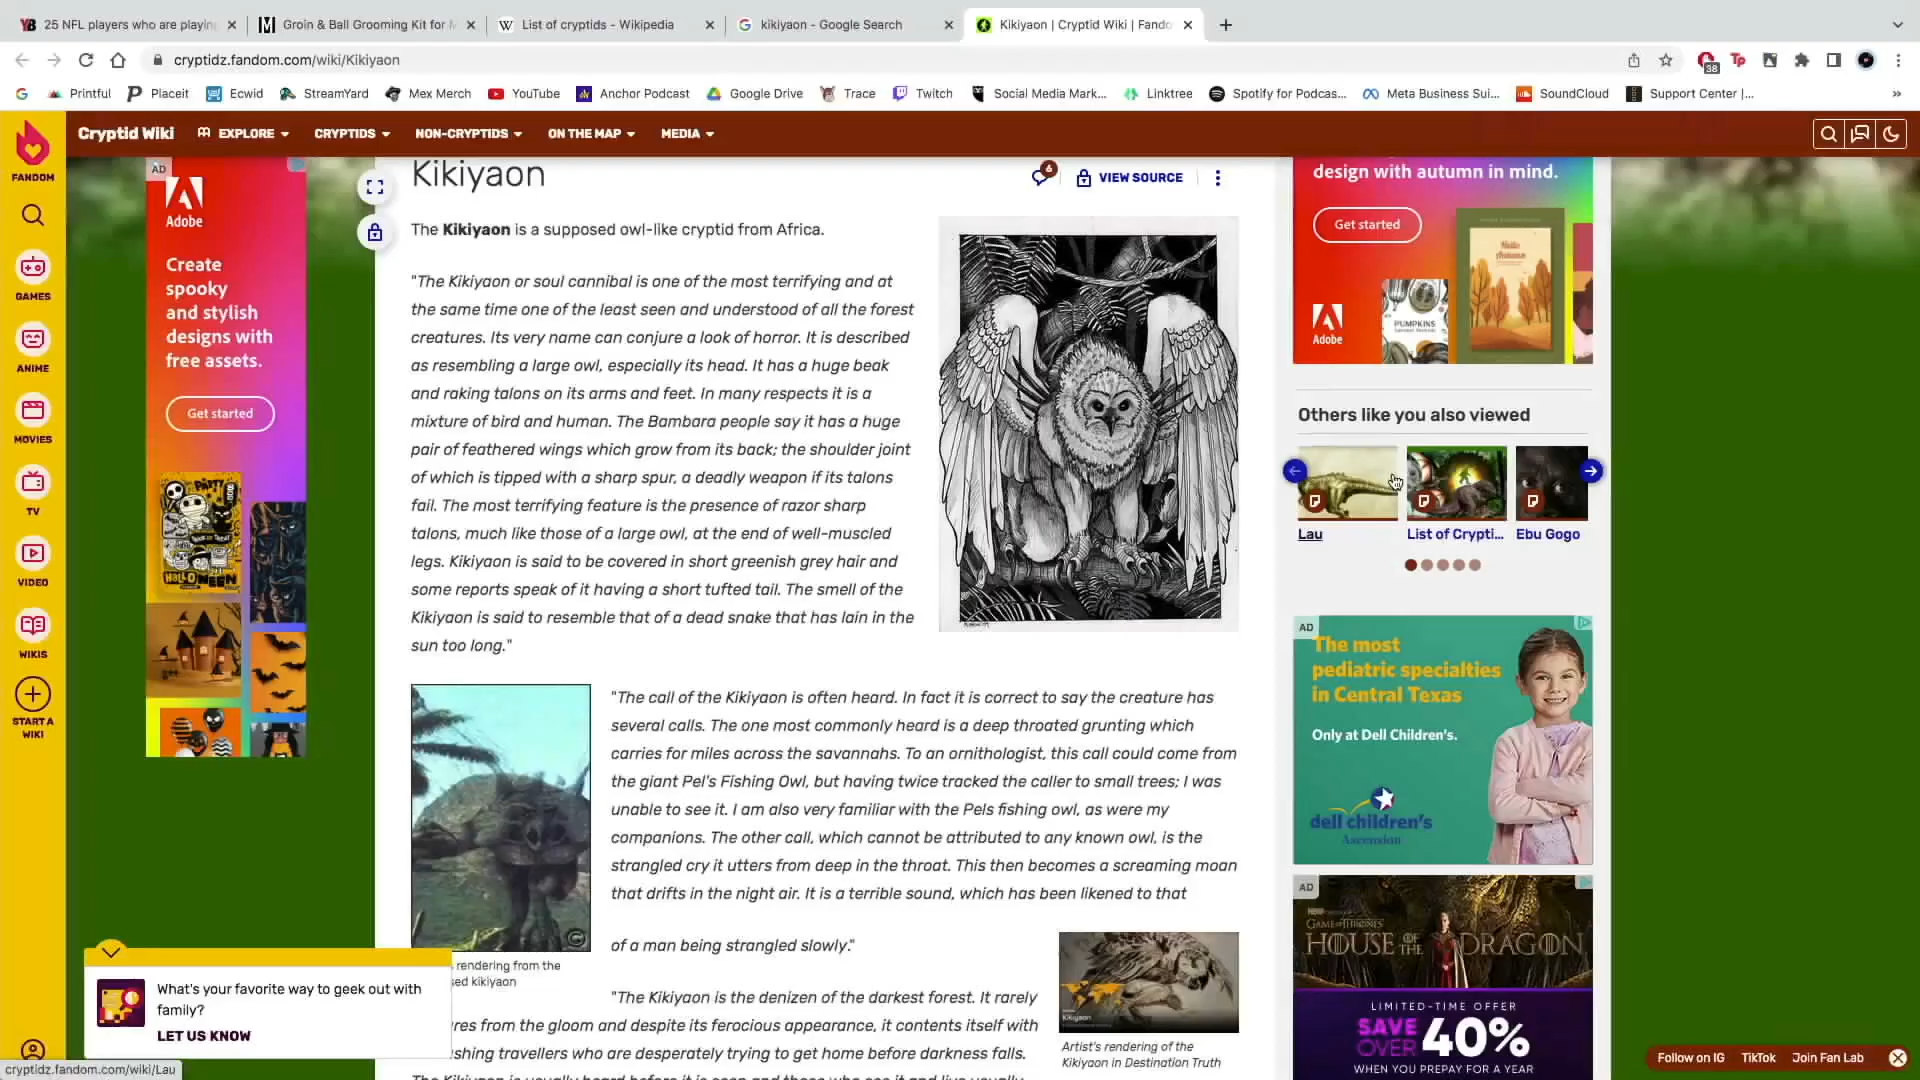 25 NFL players who are playin
Groin & Ball Grooming Kit for M
List of cryptids - Wikipedia
kikiyaon - Google Search
Kikiyaon | Cryptid Wiki | Fando
cryptidz.fandom.com/wiki/Kikiyaon
38
Printful
Placeit
Ecwid
StreamYard
Mex Merch
YouTube
Anchor Podcast
Google Drive
Trace
Twitch
Social Media Mark...
Linktree
Spotify for Podcas...
Meta Business Sui...
SoundCloud
Support Center |...
Cryptid Wiki
EXPLORE
CRYPTIDS
NON-CRYPTIDS
ON THE MAP
MEDIA
FANDOM
GAMES
ANIME
MOVIES
TV
VIDEO
WIKIS
START A
WIKI
AD
Adobe
Create
spooky
and stylish
designs with
free assets.
Get started
PARTY
HALLOWEEN
Kikiyaon
6
VIEW SOURCE
The Kikiyaon is a supposed owl-like cryptid from Africa.
"The Kikiyaon or soul cannibal is one of the most terrifying and at
the same time one of the least seen and understood of all the forest
creatures. Its very name can conjure a look of horror. It is described
as resembling a large owl, especially its head. It has a huge beak
and raking talons on its arms and feet. In many respects it is a
mixture of bird and human. The Bambara people say it has a huge
pair of feathered wings which grow from its back; the shoulder joint
of which is tipped with a sharp spur, a deadly weapon if its talons
fail. The most terrifying feature is the presence of razor sharp
talons, much like those of a large owl, at the end of well-muscled
legs. Kikiyaon is said to be covered in short greenish grey hair and
some reports speak of it having a short tufted tail. The smell of the
Kikiyaon is said to resemble that of a dead snake that has lain in the
sun too long."
"The call of the Kikiyaon is often heard. In fact it is correct to say the creature has
several calls. The one most commonly heard is a deep throated grunting which
carries for miles across the savannahs. To an ornithologist, this call could come from
the giant Pel's Fishing Owl, but having twice tracked the caller to small trees; I was
unable to see it. I am also very familiar with the Pels fishing owl, as were my
companions. The other call, which cannot be attributed to any known owl, is the
strangled cry it utters from deep in the throat. This then becomes a screaming moan
that drifts in the night air. It is a terrible sound, which has been likened to that
of a man being strangled slowly."
rendering from the
sed kikiyaon
"The Kikiyaon is the denizen of the darkest forest. It rarely
res from the gloom and despite its ferocious appearance, it contents itself with
shing travellers who are desperately trying to get home before darkness falls.
Kikiyaon
Artist's rendering of the
Kikiyaon in Destination Truth
design with autumn in mind.
Get started
Hello
Autumn
PUMPKINS
Adobe
Others like you also viewed
Lau
List of Crypti...
Ebu Gogo
AD
The most
pediatric specialties
in Central Texas
Only at Dell Children's.
dell children's
Ascension
AD
GAME OF THRONES
HOUSE OF THE DRAGON
LIMITED-TIME OFFER
SAVE OVER 40%
WHEN YOU PREPAY FOR A YEAR
What's your favorite way to geek out with
family?
LET US KNOW
cryptidz.fandom.com/wiki/Lau
Follow on IG
TikTok
Join Fan Lab